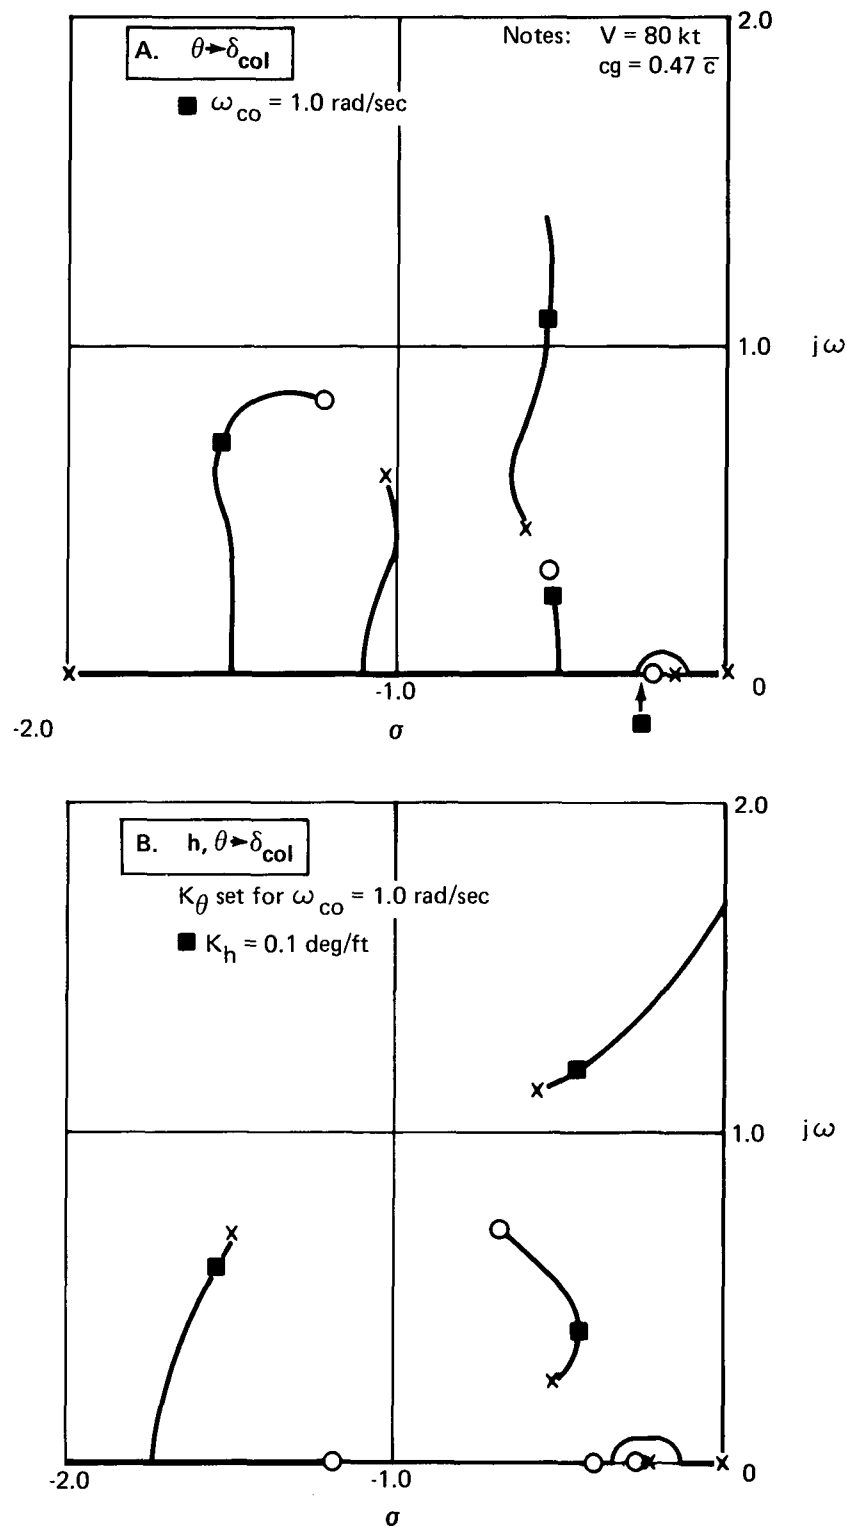 A. θ→δcol
Notes: V = 80 kt
cg = 0.47 c̅
■ ωco = 1.0 rad/sec
2.0
1.0
jω
-1.0
0
-2.0
σ
B. h, θ→δcol
Kθ set for ωco = 1.0 rad/sec
■ Kh = 0.1 deg/ft
2.0
1.0
jω
-2.0
-1.0
0
σ